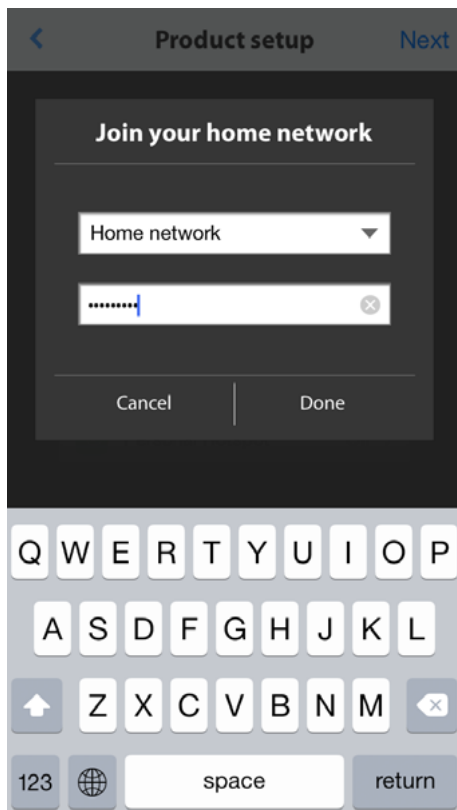 Product setup Next
Join your home network
Home network
•••••••••
Cancel Done
Q W E R T Y U I O P
A S D F G H J K L
Z X C V B N M
123 space return